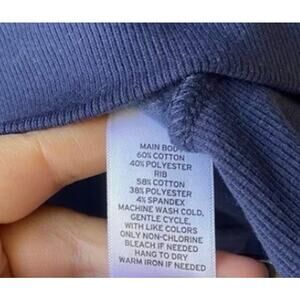 MAIN BODY
60% COTTON
40% POLYESTER
RIB
58% COTTON
38% POLYESTER
4% SPANDEX
MACHINE WASH COLD,
GENTLE CYCLE,
WITH LIKE COLORS
ONLY NON-CHLORINE
BLEACH IF NEEDED
HANG TO DRY
WARM IRON IF NEEDED